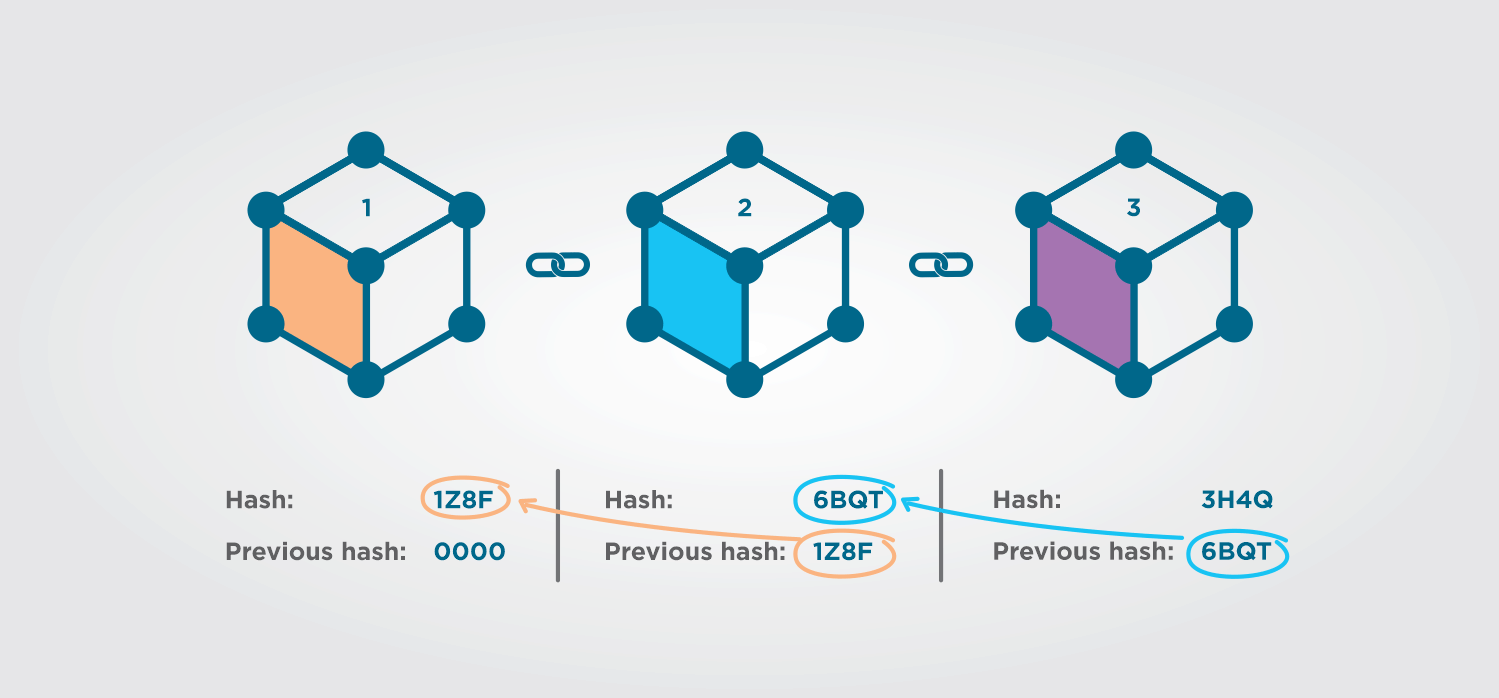 1
2
3
Hash: 1Z8F
Previous hash: 0000
Hash: 6BQT
Previous hash: 1Z8F
Hash: 3H4Q
Previous hash: 6BQT